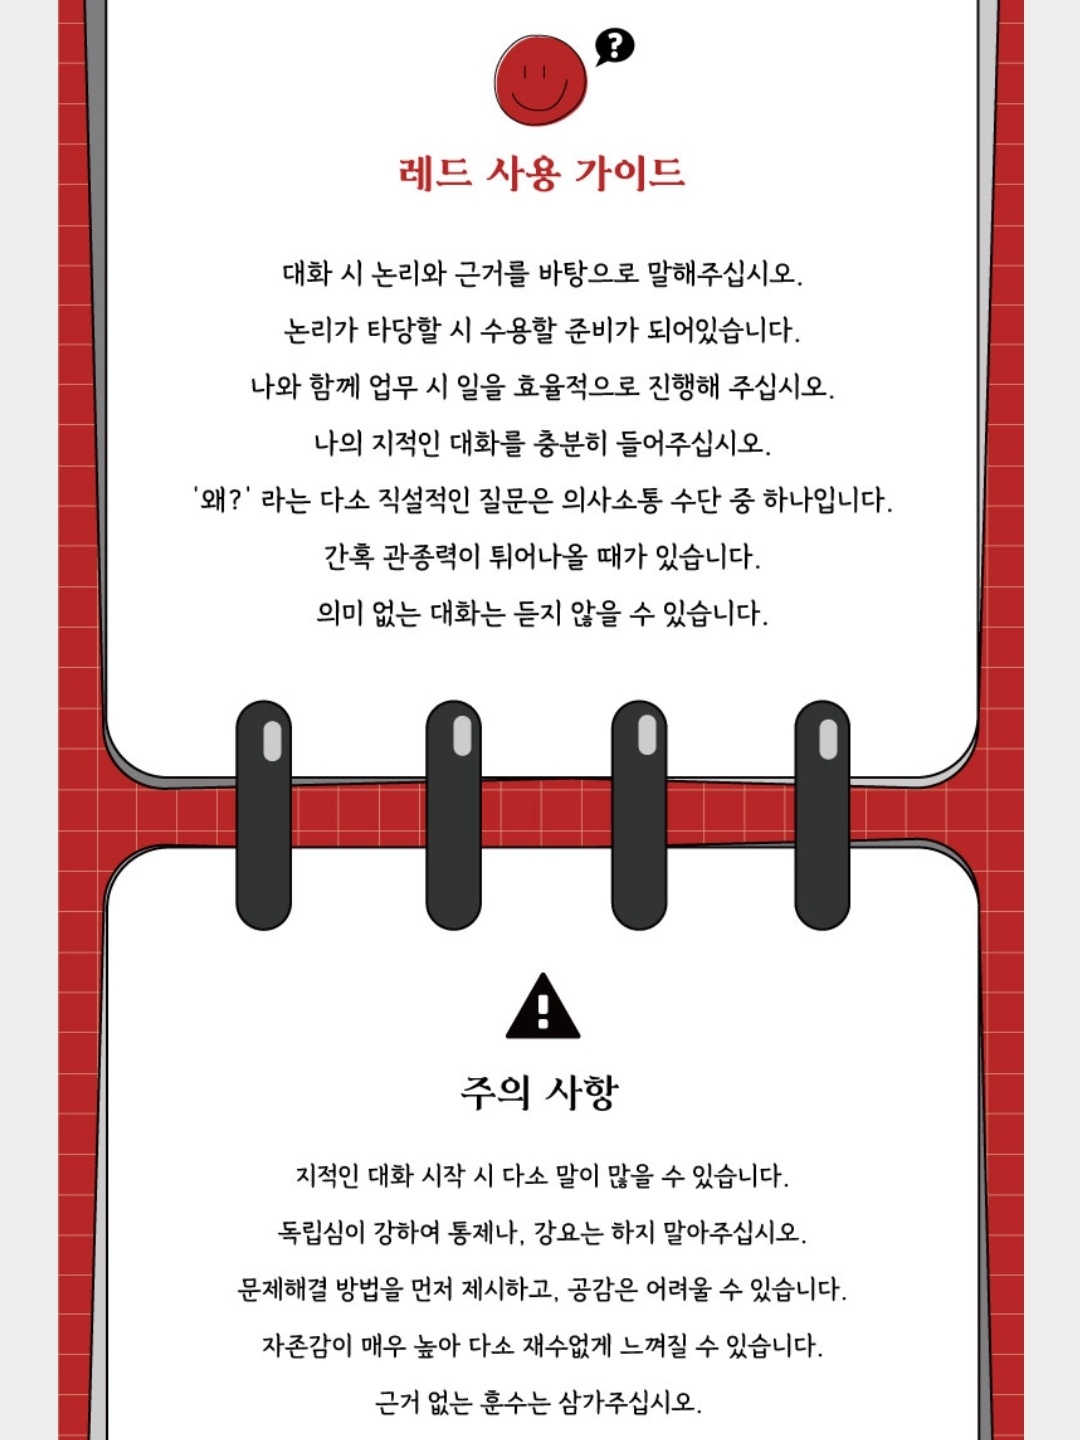 ?
레드 사용 가이드
대화 시 논리와 근거를 바탕으로 말해주십시오.
논리가 타당할 시 수용할 준비가 되어있습니다.
나와 함께 업무 시 일을 효율적으로 진행해 주십시오.
나의 지적인 대화를 충분히 들어주십시오.
'왜?' 라는 다소 직설적인 질문은 의사소통 수단 중 하나입니다.
간혹 관종력이 튀어나올 때가 있습니다.
의미 없는 대화는 듣지 않을 수 있습니다.
!
주의 사항
지적인 대화 시작 시 다소 말이 많을 수 있습니다.
독립심이 강하여 통제나, 강요는 하지 말아주십시오.
문제해결 방법을 먼저 제시하고, 공감은 어려울 수 있습니다.
자존감이 매우 높아 다소 재수없게 느껴질 수 있습니다.
근거 없는 훈수는 삼가주십시오.